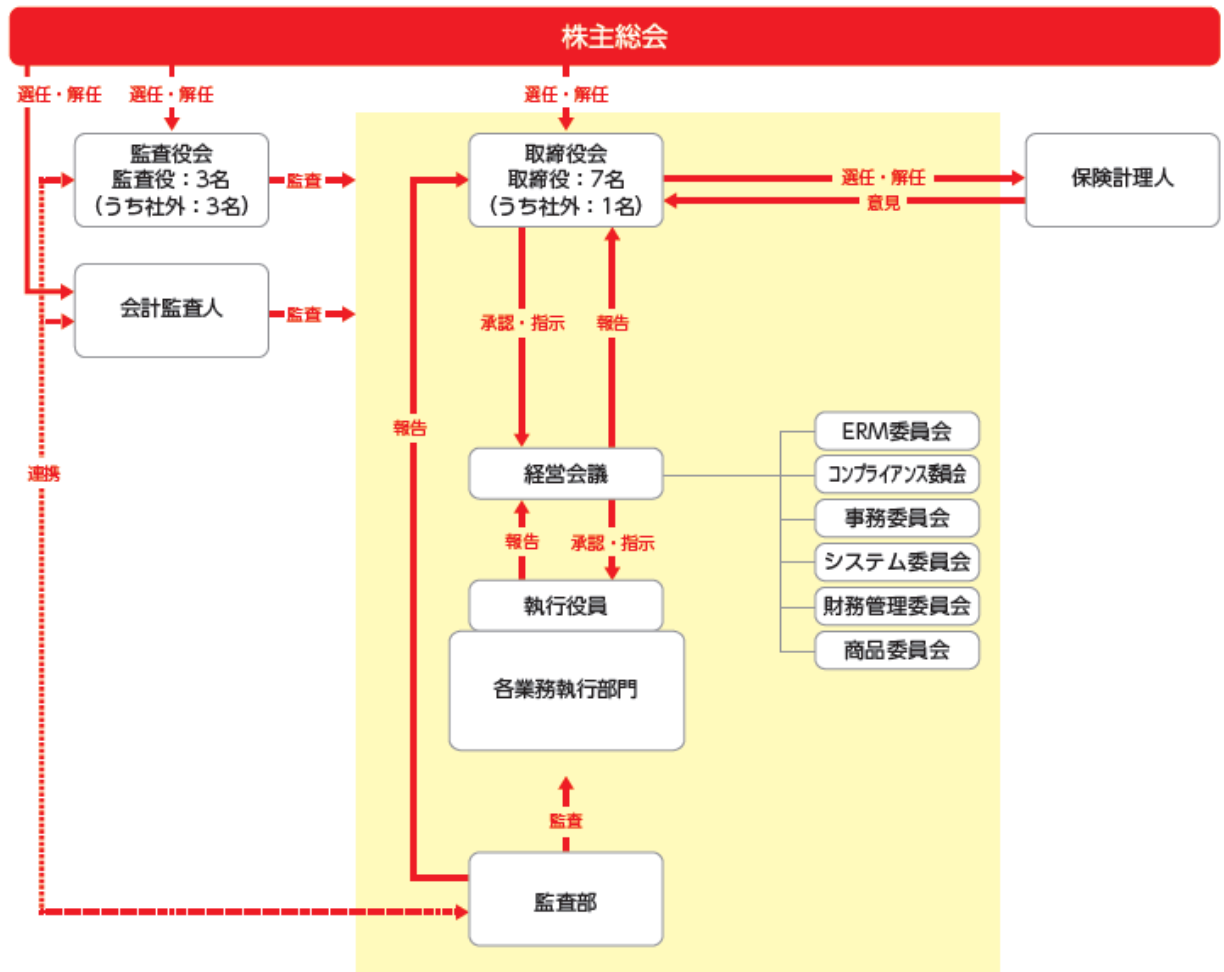 株主総会
選任・解任
選任・解任
選任・解任
監査役会
監査役：3名
（うち社外：3名）
監査
取締役会
取締役：7名
（うち社外：1名）
選任・解任
意見
保険計理人
会計監査人
監査
承認・指示
報告
報告
連携
経営会議
ERM委員会
コンプライアンス委員会
事務委員会
システム委員会
財務管理委員会
商品委員会
報告
承認・指示
執行役員
各業務執行部門
監査
監査部